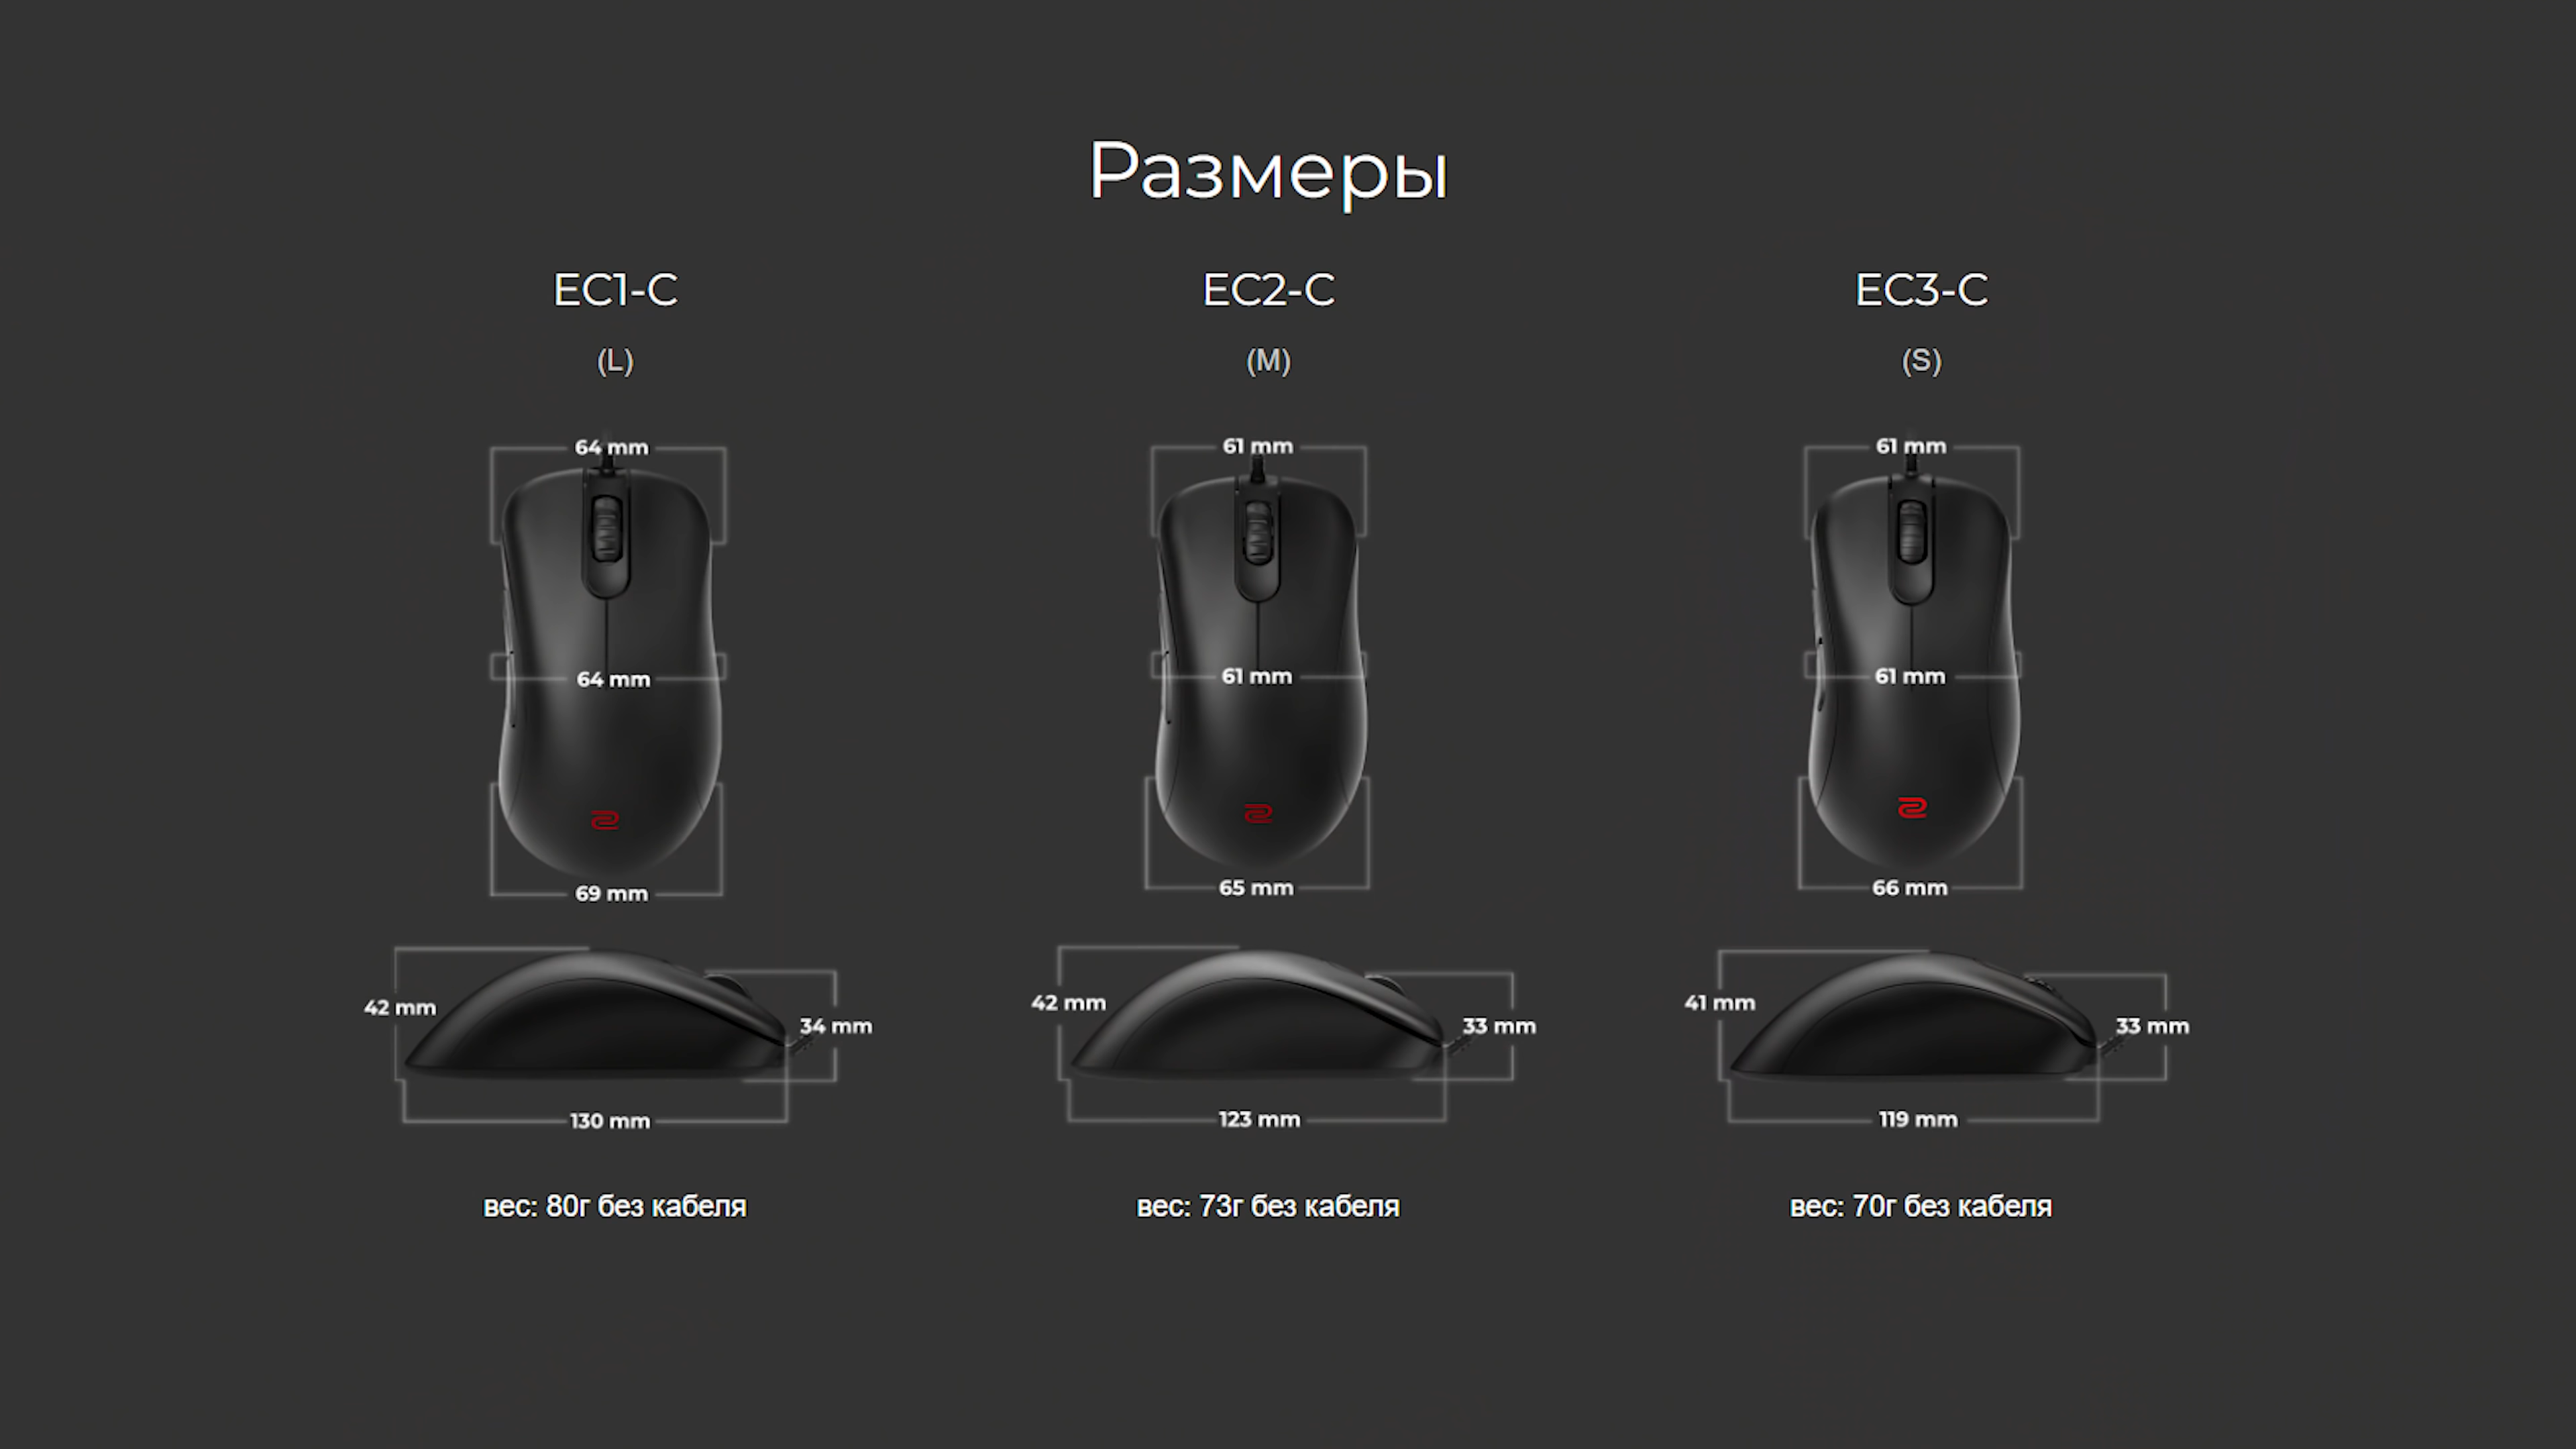 Размеры
EC1-C
(L)
64 mm
64 mm
69 mm
42 mm
34 mm
130 mm
вес: 80г без кабеля
EC2-C
(M)
61 mm
61 mm
65 mm
42 mm
33 mm
123 mm
вес: 73г без кабеля
EC3-C
(S)
61 mm
61 mm
66 mm
41 mm
33 mm
119 mm
вес: 70г без кабеля